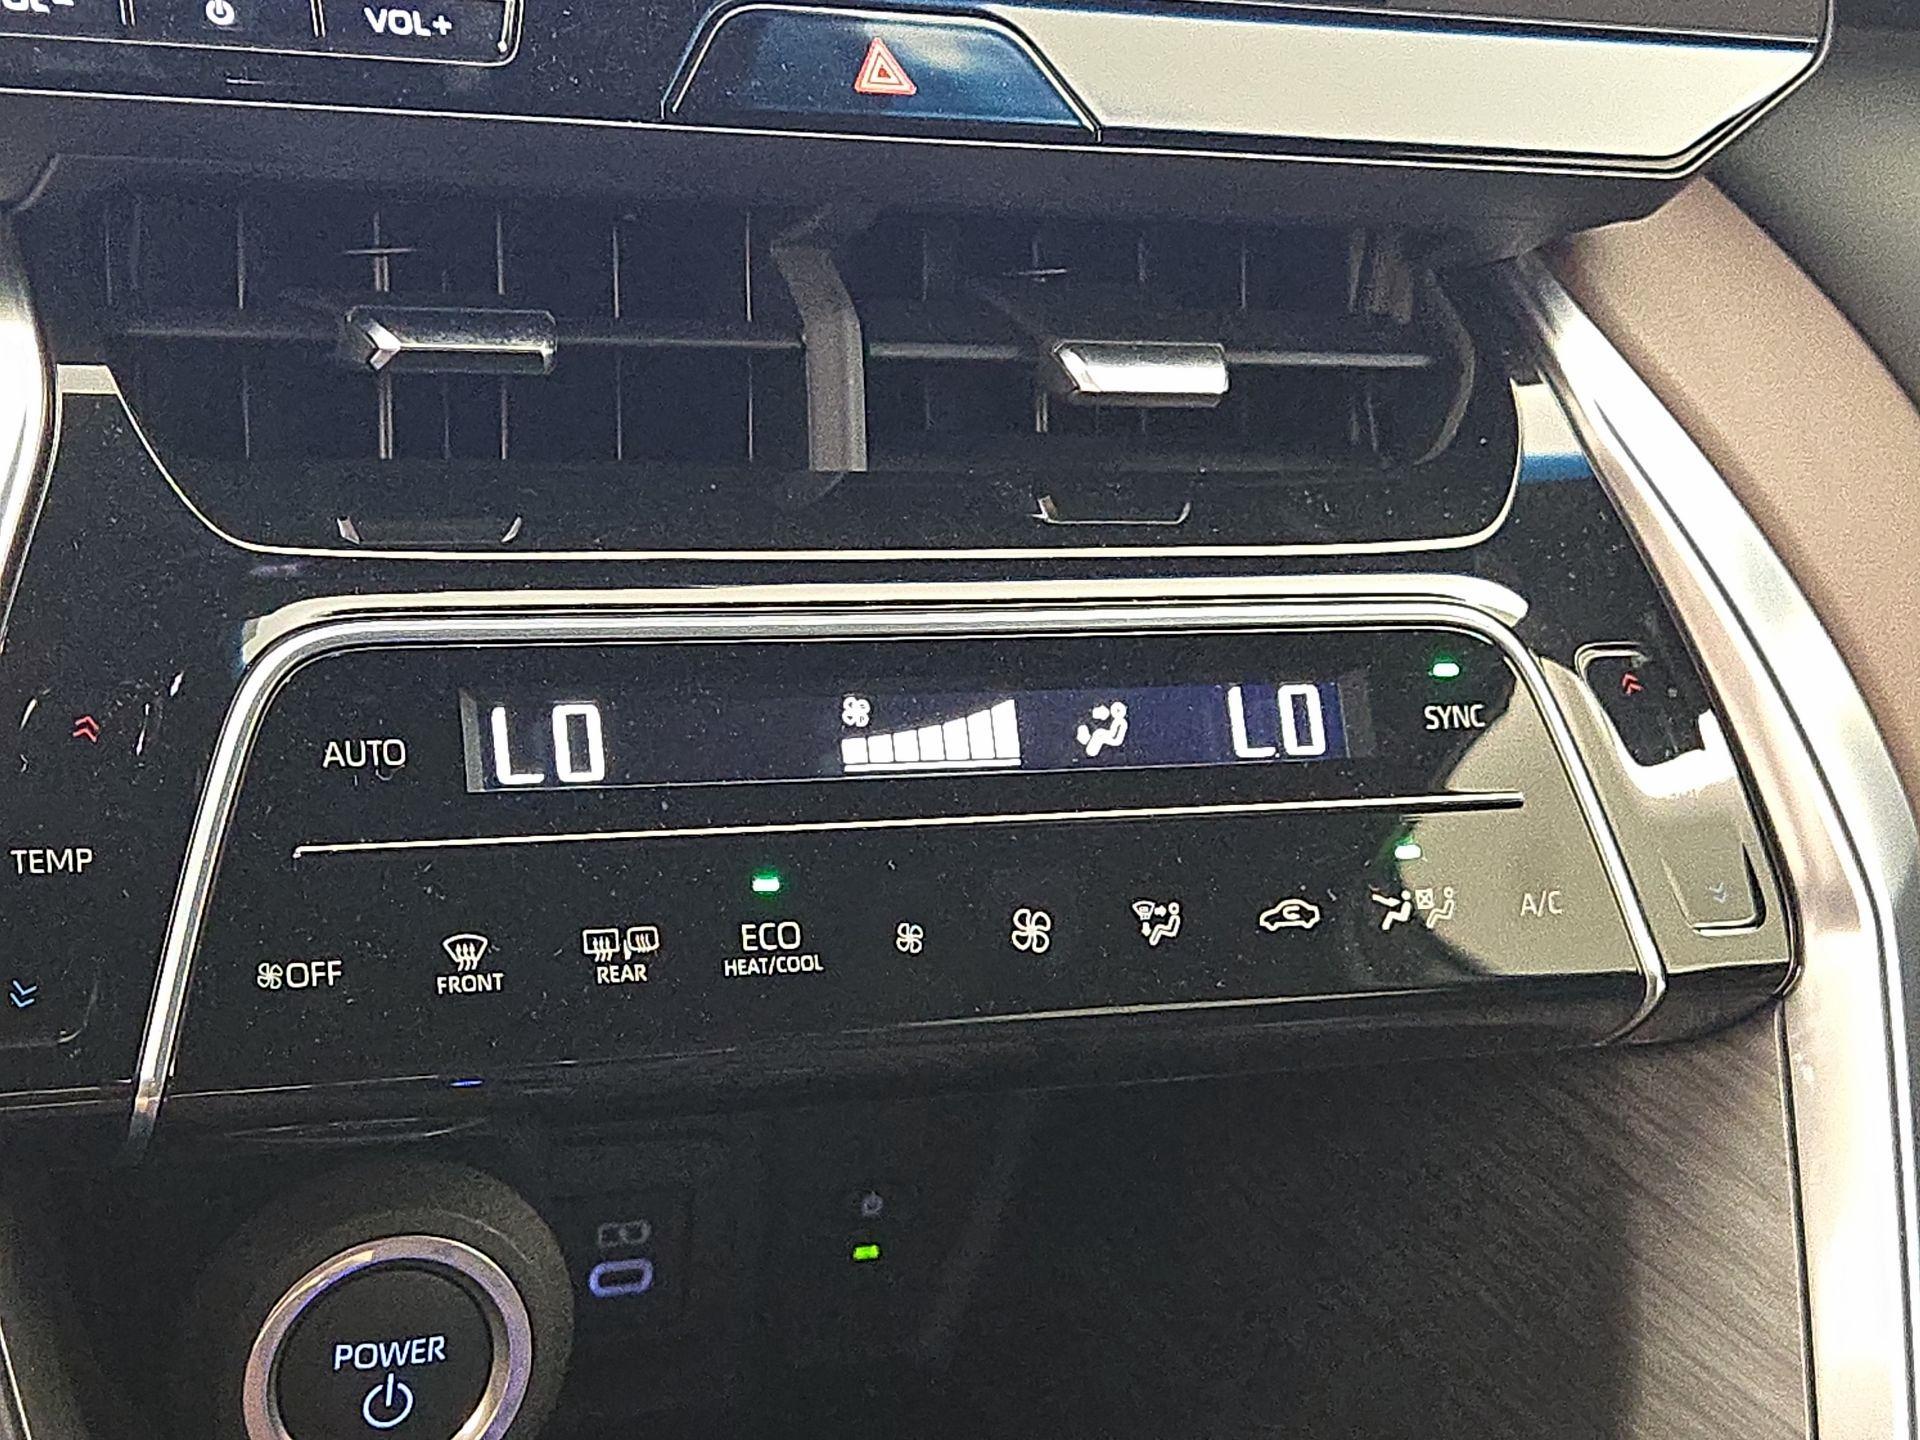 VOL+
LO
LO
AUTO
SYNC
TEMP
OFF
FRONT
REAR
ECO
HEAT/COOL
A/C
POWER